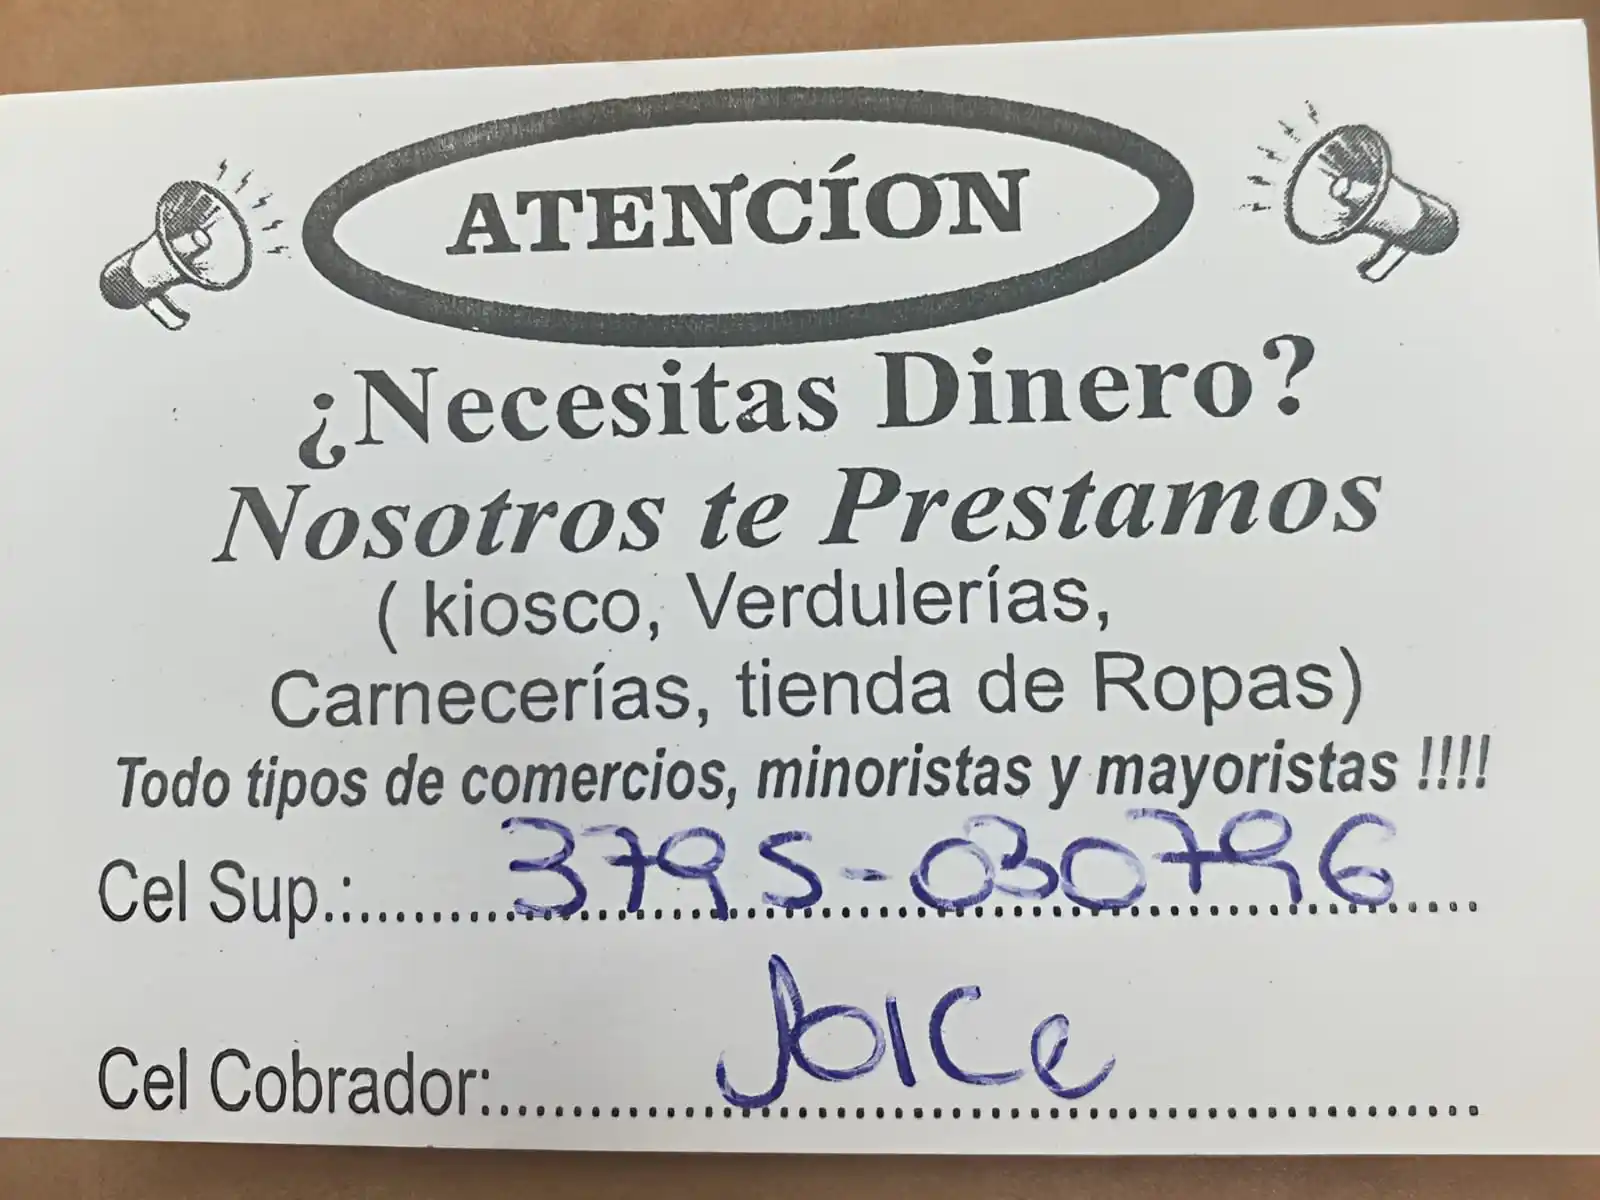 ATENCÍON
¿Necesitas Dinero?
Nosotros te Prestamos
( kiosco, Verdulerías,
Carnecerías, tienda de Ropas)
Todo tipos de comercios, minoristas y mayoristas !!!!
Cel Sup.:.......3795-030796.....
Cel Cobrador:.......Joice.......